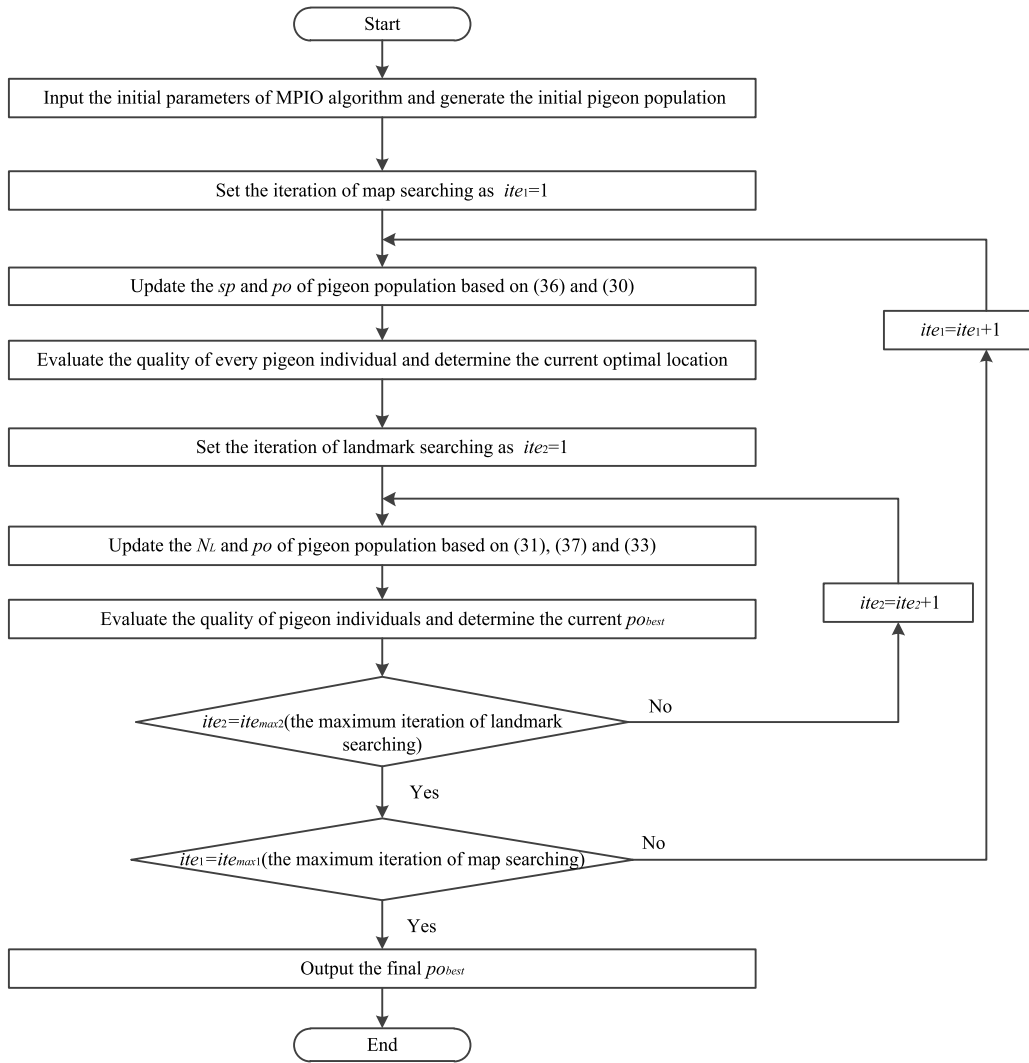 Start
Input the initial parameters of MPIO algorithm and generate the initial pigeon population
Set the iteration of map searching as ite₁=1
Update the sp and po of pigeon population based on (36) and (30)
ite₁=ite₁+1
Evaluate the quality of every pigeon individual and determine the current optimal location
Set the iteration of landmark searching as ite₂=1
Update the N_L and po of pigeon population based on (31), (37) and (33)
ite₂=ite₂+1
Evaluate the quality of pigeon individuals and determine the current po_best
No
ite₂=ite_max2(the maximum iteration of landmark
searching)
Yes
No
ite₁=ite_max1(the maximum iteration of map searching)
Yes
Output the final po_best
End